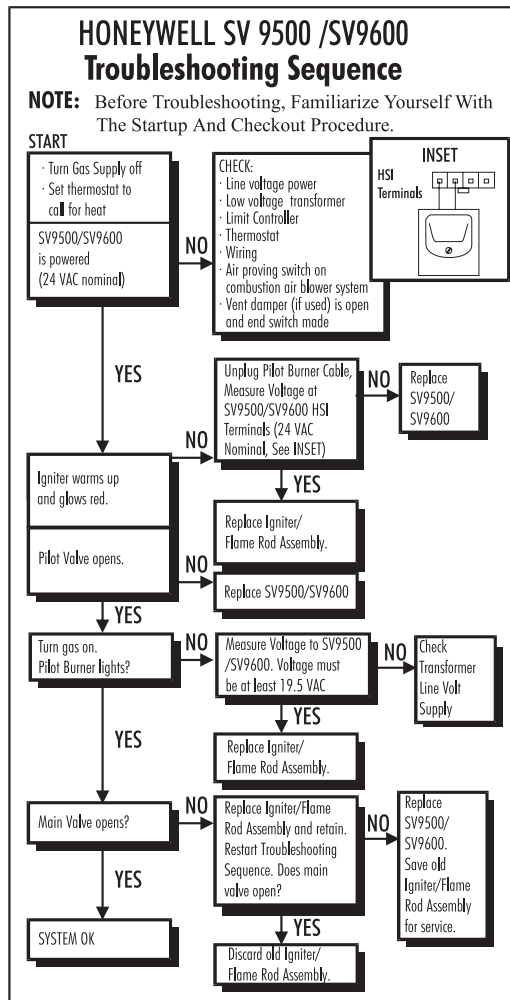 HONEYWELL SV 9500 /SV9600
Troubleshooting Sequence
NOTE: Before Troubleshooting, Familiarize Yourself With
The Startup And Checkout Procedure.
START
· Turn Gas Supply off
· Set thermostat to
call for heat
SV9500/SV9600
is powered
(24 VAC nominal)
NO
CHECK:
· Line voltage power
· Low voltage transformer
· Limit Controller
· Thermostat
· Wiring
· Air proving switch on
combustion air blower system
· Vent damper (if used) is open
and end switch made
INSET
HSI
Terminals
YES
Igniter warms up
and glows red.
NO
Unplug Pilot Burner Cable,
Measure Voltage at
SV9500/SV9600 HSI
Terminals (24 VAC
Nominal, See INSET)
NO
Replace
SV9500/
SV9600
YES
Replace Igniter/
Flame Rod Assembly.
Pilot Valve opens.
NO
Replace SV9500/SV9600
YES
Turn gas on.
Pilot Burner lights?
NO
Measure Voltage to SV9500
/SV9600. Voltage must
be at least 19.5 VAC
NO
Check
Transformer
Line Volt
Supply
YES
Replace Igniter/
Flame Rod Assembly.
YES
Main Valve opens?
NO
Replace Igniter/Flame
Rod Assembly and retain.
Restart Troubleshooting
Sequence. Does main
valve open?
NO
Replace
SV9500/
SV9600.
Save old
Igniter/Flame
Rod Assembly
for service.
YES
Discard old Igniter/
Flame Rod Assembly.
YES
SYSTEM OK